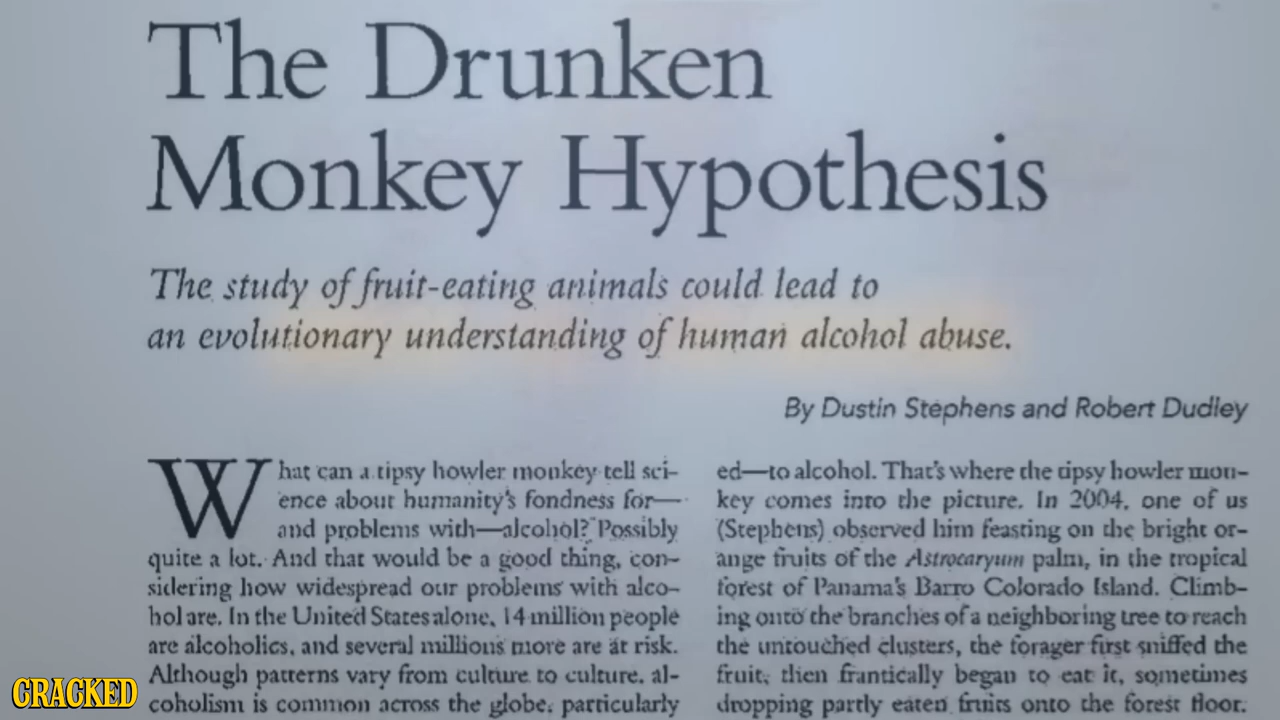 The Drunken
Monkey Hypothesis
The study of fruit-eating animals could lead to
an evolutionary understanding of human alcohol abuse.
By Dustin Stephens and Robert Dudley
What can a tipsy howler monkey tell sci-
ence about humanity's fondness for—
and problems with—alcohol? Possibly
quite a lot. And that would be a good thing, con-
sidering how widespread our problems with alco-
hol are. In the United States alone, 14 million people
are alcoholics, and several millions more are at risk.
Although patterns vary from culture to culture, al-
coholism is common across the globe, particularly
ed—to alcohol. That's where the tipsy howler mon-
key comes into the picture. In 2004, one of us
(Stephens) observed him feasting on the bright or-
ange fruits of the Astrocaryum palm, in the tropical
forest of Panama's Barro Colorado Island. Climb-
ing onto the branches of a neighboring tree to reach
the untouched clusters, the forager first sniffed the
fruit, then frantically began to eat it, sometimes
dropping partly eaten fruits onto the forest floor.
CRACKED